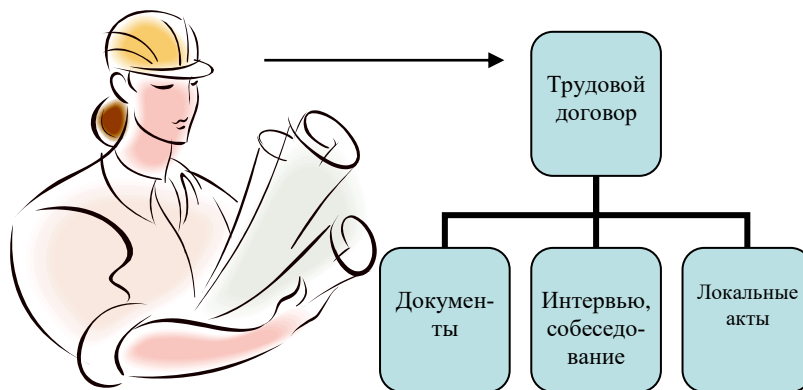 Трудовой
договор
Докумен-
ты
Интервью,
собеседо-
вание
Локальные
акты